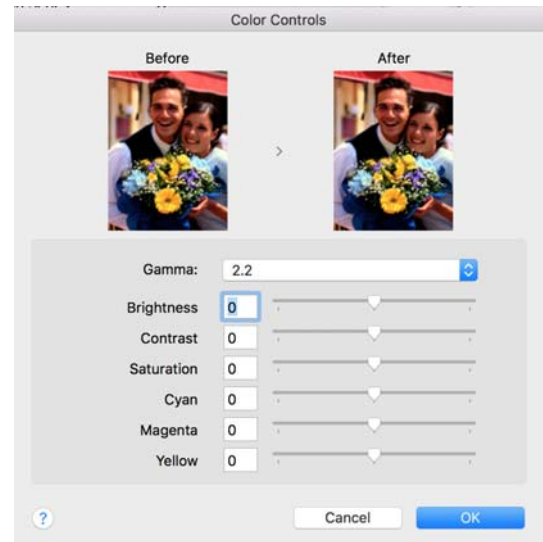 Color Controls
Before After
>
Gamma: 2.2
Brightness 0
Contrast 0
Saturation 0
Cyan 0
Magenta 0
Yellow 0
? Cancel OK